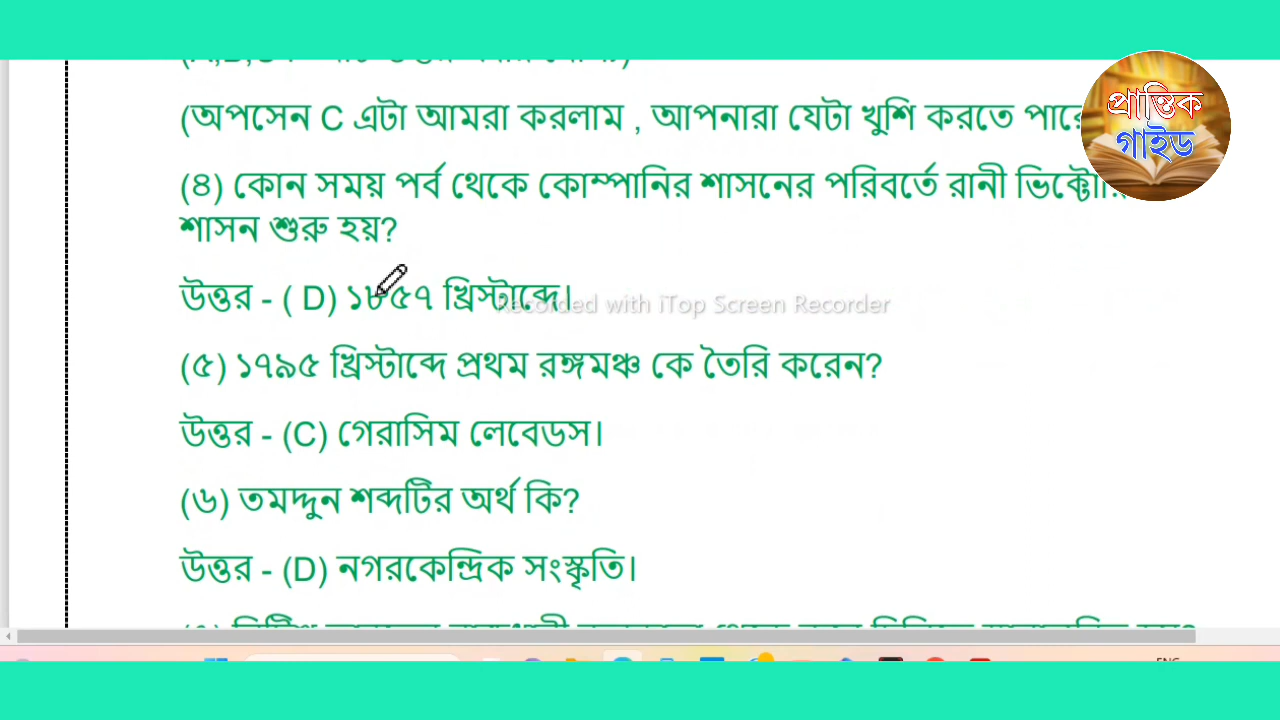 (অপসেন C এটা আমরা করলাম , আপনারা যেটা খুশি করতে
প্রান্তিক
গাইড
(৪) কোন সময় পর্ব থেকে কোম্পানির শাসনের পরিবর্তে রানী
শাসন শুরু হয়?
উত্তর - ( D) ১৮৫৭ খ্রিস্টাব্দে।
Recorded with iTop Screen Recorder
(৫) ১৭৯৫ খ্রিস্টাব্দে প্রথম রঙ্গমঞ্চ কে তৈরি করেন?
উত্তর - (C) গেরাসিম লেবেডস।
(৬) তমদ্দুন শব্দটির অর্থ কি?
উত্তর - (D) নগরকেন্দ্রিক সংস্কৃতি।